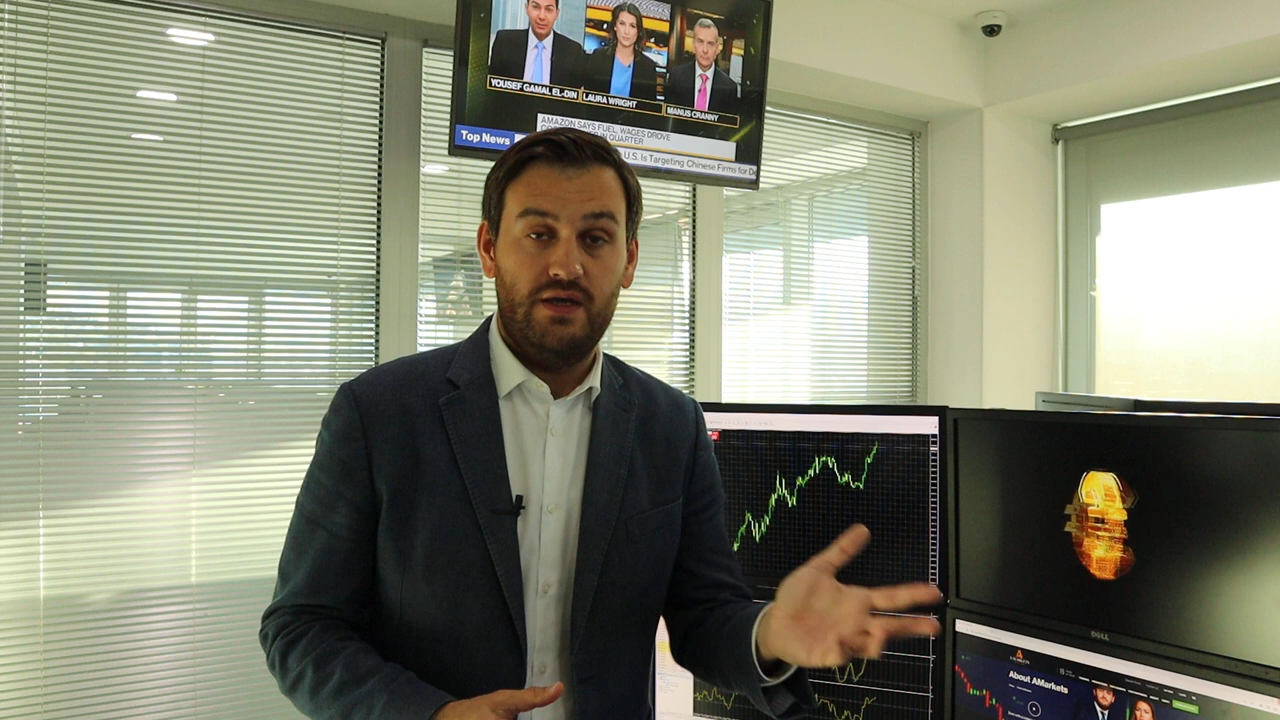 YOUSEF GAMAL EL-DIN
LAURA WRIGHT
MANUS CRANNY
AMAZON SAYS FUEL, WAGES DROVE
IN QUARTER
Top News
U.S. Is Targeting Chinese Firms for
DELL
About AMarkets